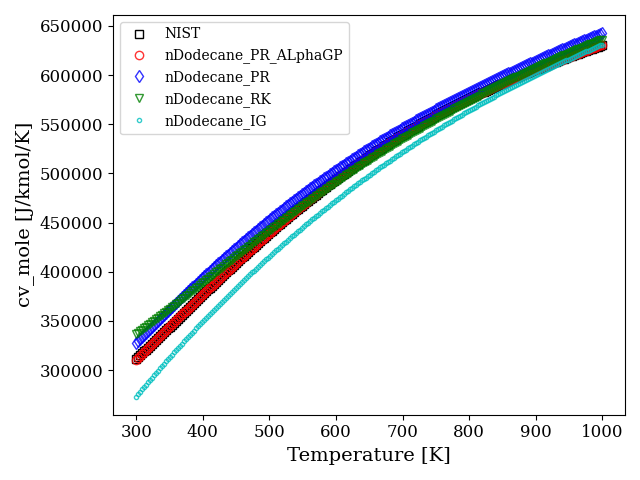 NIST
nDodecane_PR_ALphaGP
nDodecane_PR
nDodecane_RK
nDodecane_IG
650000
600000
550000
500000
450000
400000
350000
300000
cv_mole [J/kmol/K]
300 400 500 600 700 800 900 1000
Temperature [K]